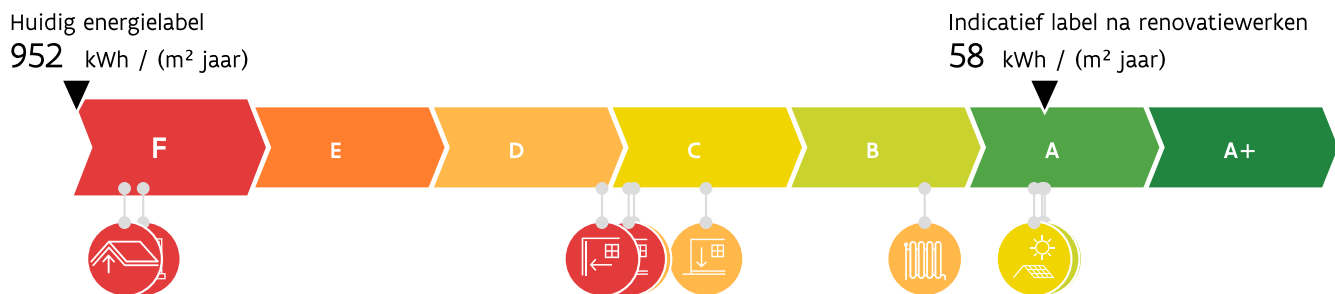 Huidig energielabel
952 kWh / (m² jaar)
Indicatief label na renovatiewerken
58 kWh / (m² jaar)
F E D C B A A+